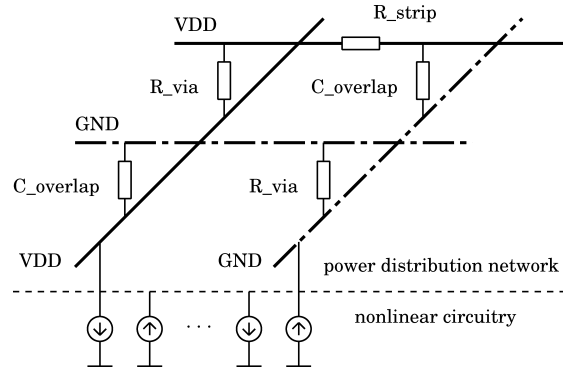 VDD
R_strip
R_via
C_overlap
GND
C_overlap
R_via
VDD
GND
power distribution network
nonlinear circuitry
. . .